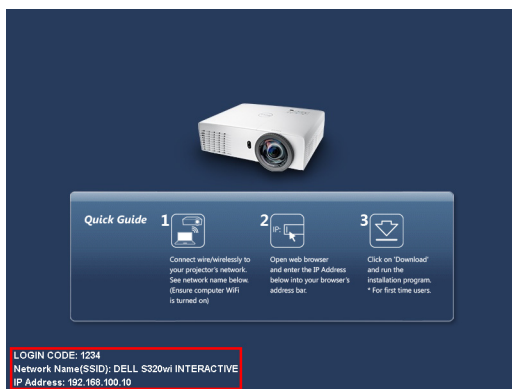 Quick Guide
1
Connect wire/wirelessly to
your projector's network.
See network name below.
(Ensure computer WiFi
is turned on)
2
IP:
Open web browser
and enter the IP Address
below into your browser's
address bar.
3
Click on 'Download'
and run the
installation program.
* For first time users.
LOGIN CODE: 1234
Network Name(SSID): DELL S320wi INTERACTIVE
IP Address: 192.168.100.10